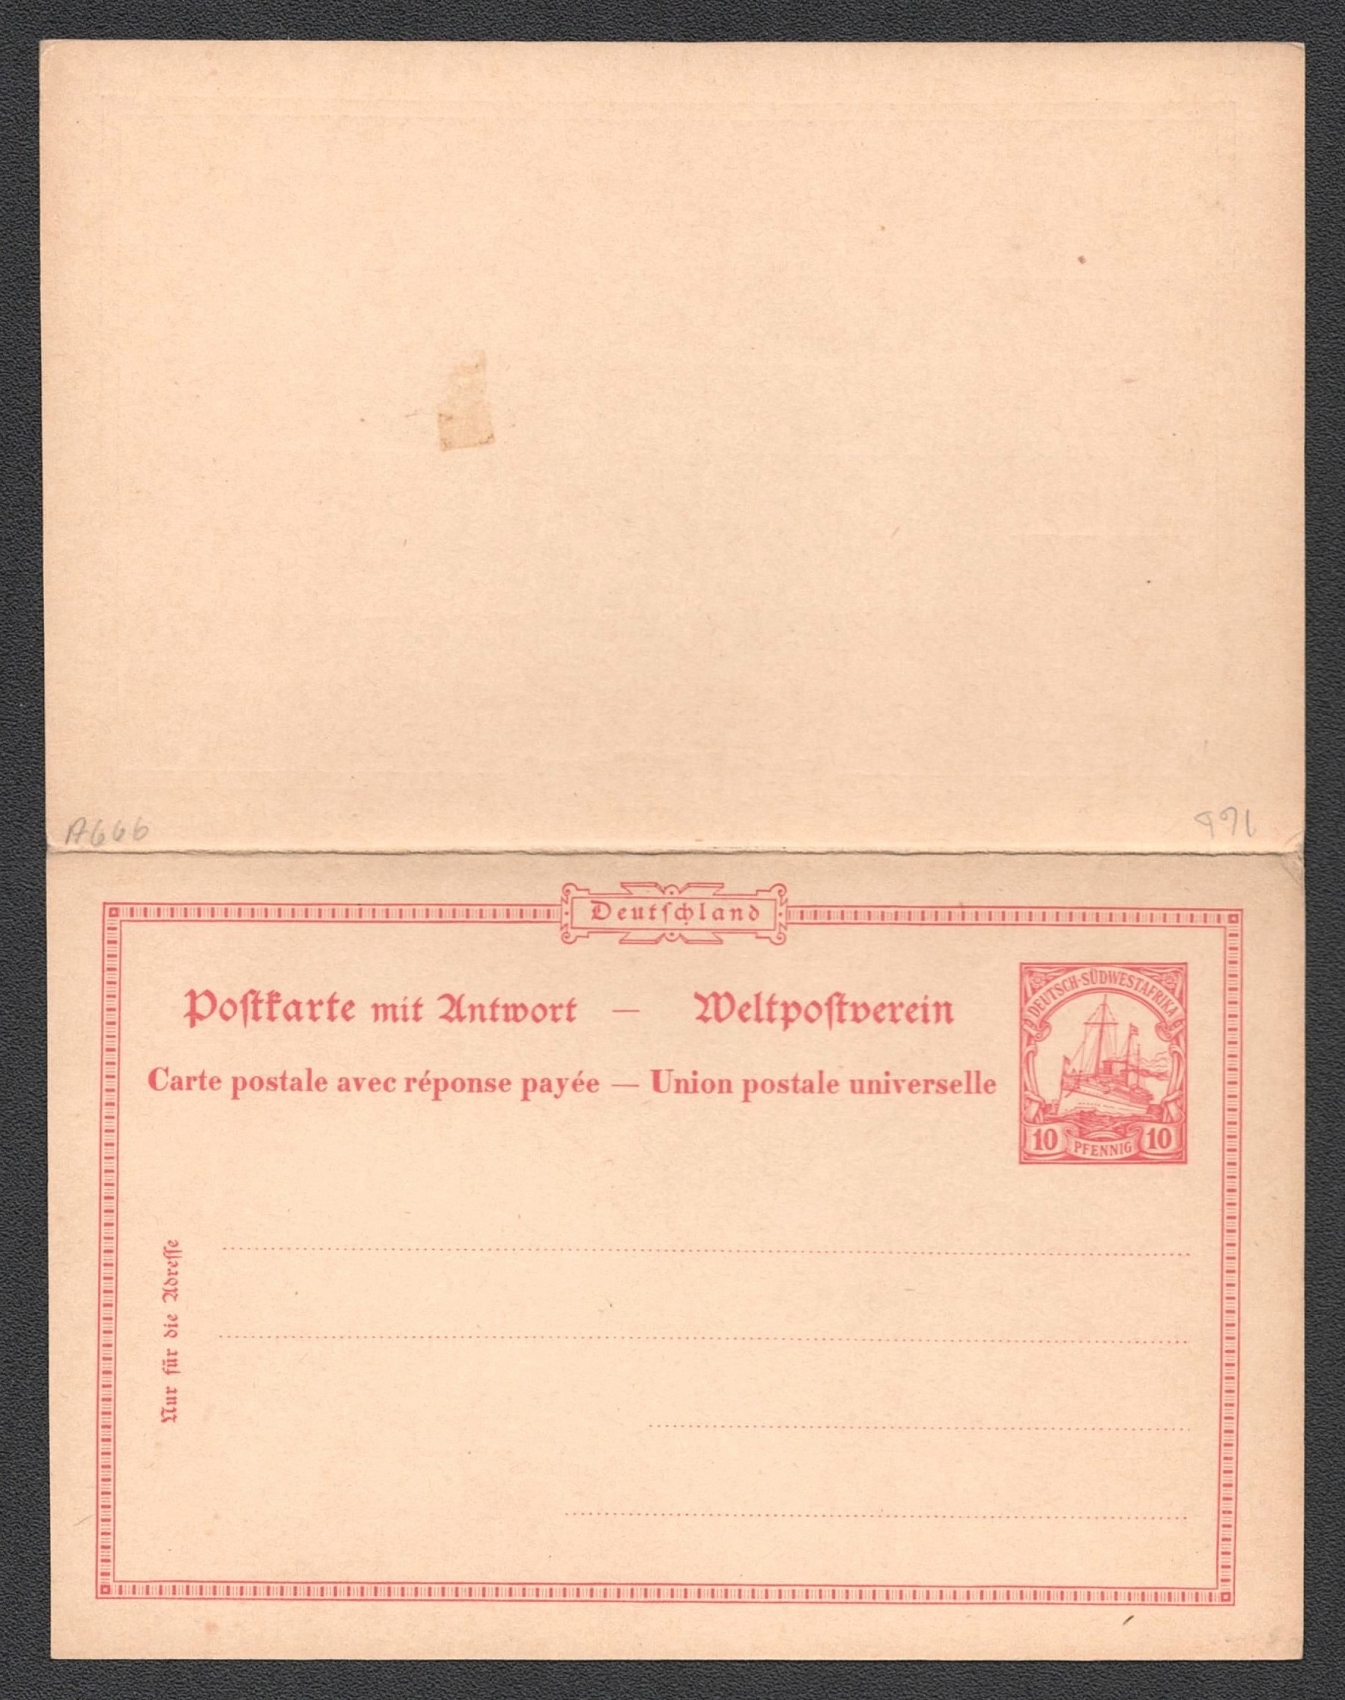 A666
991
Deutſchland
Poſtkarte mit Antwort — Weltpoſtverein
Carte postale avec réponse payée — Union postale universelle
DEUTSCH-SÜDWESTAFRIKA
10 PFENNIG 10
Nur für die Adreſſe